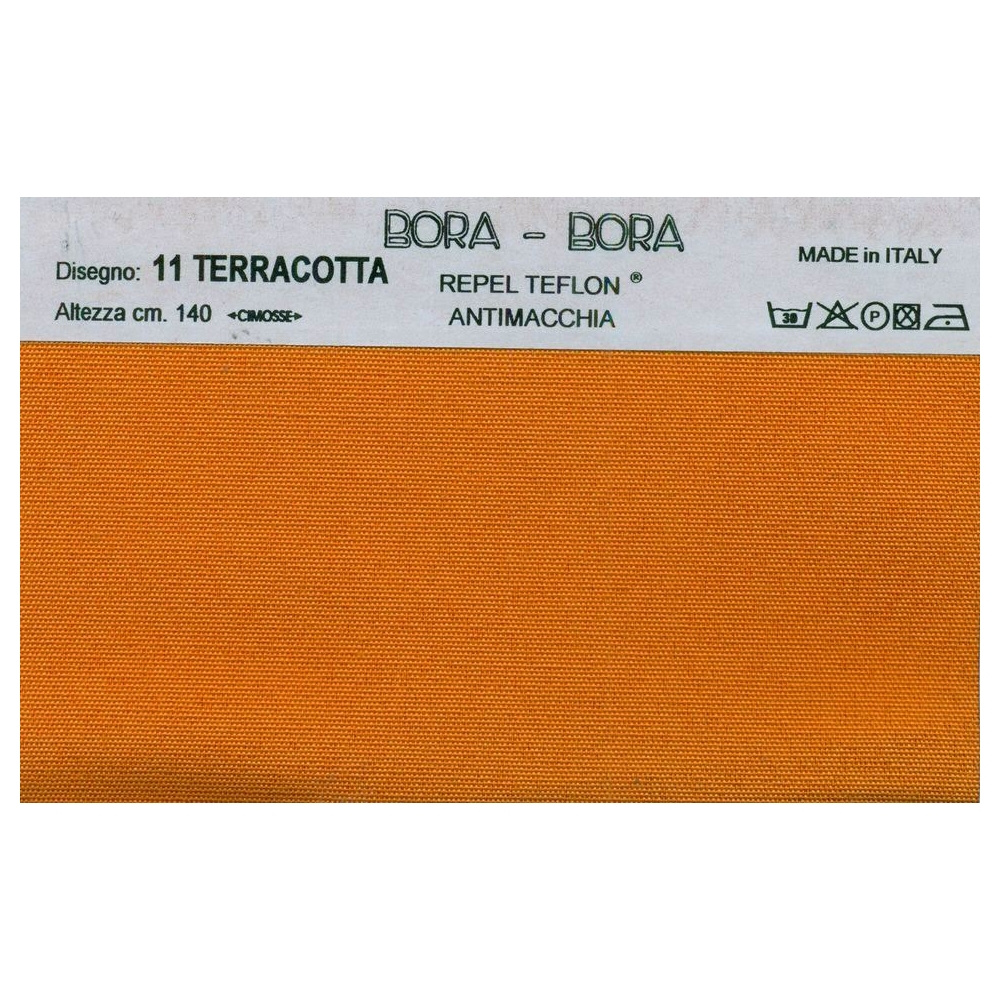 BORA - BORA
Disegno: 11 TERRACOTTA
REPEL TEFLON ®
MADE in ITALY
Altezza cm. 140 ◄CIMOSSE►
ANTIMACCHIA
30 P